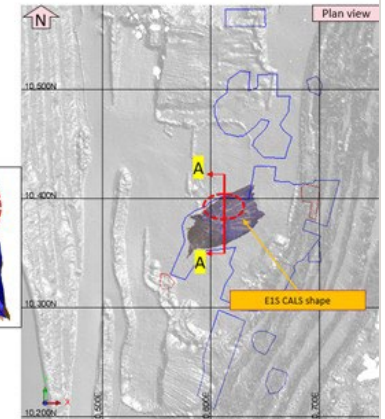 N
Plan view
10,500N
A
10,400N
A
E1S CALS shape
10,300N
10,200N
X